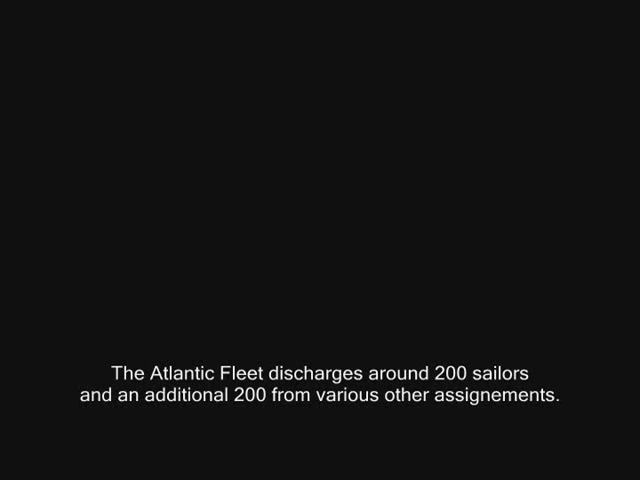 The Atlantic Fleet discharges around 200 sailors
and an additional 200 from various other assignements.